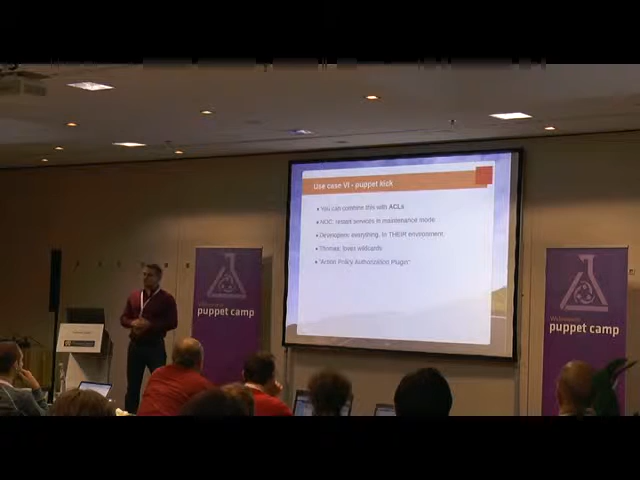 Use case VI - puppet kick
You can combine this with ACLs
NOC: restart services in maintenance mode
Developers: everything. In THEIR environment.
Thomas, loves wildcards
"Action Policy Authorization Plugin"
puppet camp
puppet camp